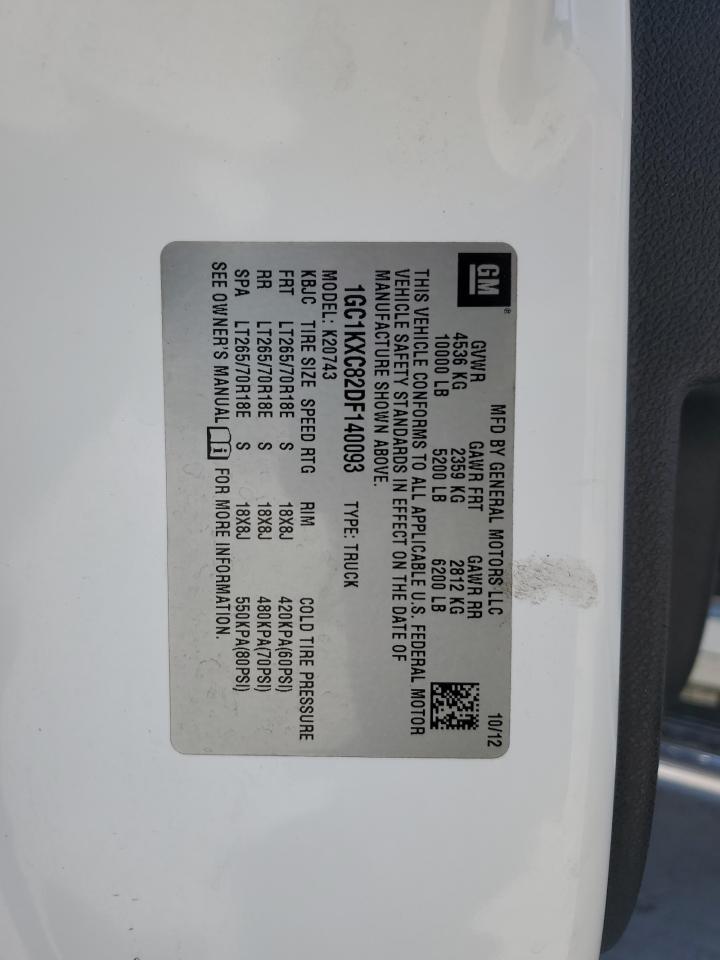 GM®
MFD BY GENERAL MOTORS LLC 10/12
GVWR GAWR FRT GAWR RR
4536 KG 2359 KG 2812 KG
10000 LB 5200 LB 6200 LB
THIS VEHICLE CONFORMS TO ALL APPLICABLE U.S. FEDERAL MOTOR
VEHICLE SAFETY STANDARDS IN EFFECT ON THE DATE OF
MANUFACTURE SHOWN ABOVE.
1GC1KXC82DF140093 TYPE: TRUCK
MODEL: K20743
KBJC TIRE SIZE SPEED RTG RIM COLD TIRE PRESSURE
FRT LT265/70R18E S 18X8J 420KPA(60PSI)
RR LT265/70R18E S 18X8J 480KPA(70PSI)
SPA LT265/70R18E S 18X8J 550KPA(80PSI)
SEE OWNER'S MANUAL FOR MORE INFORMATION.